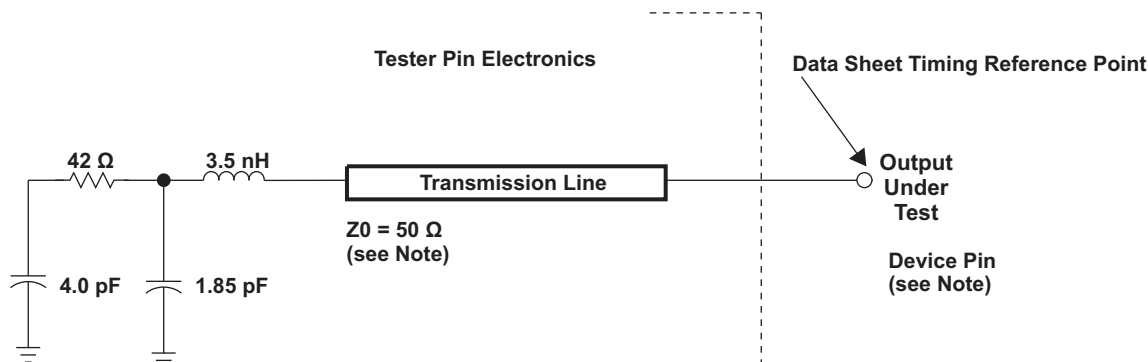 Tester Pin Electronics
Data Sheet Timing Reference Point
42 Ω
3.5 nH
Transmission Line
Output
Under
Test
Z0 = 50 Ω
(see Note)
Device Pin
(see Note)
4.0 pF
1.85 pF